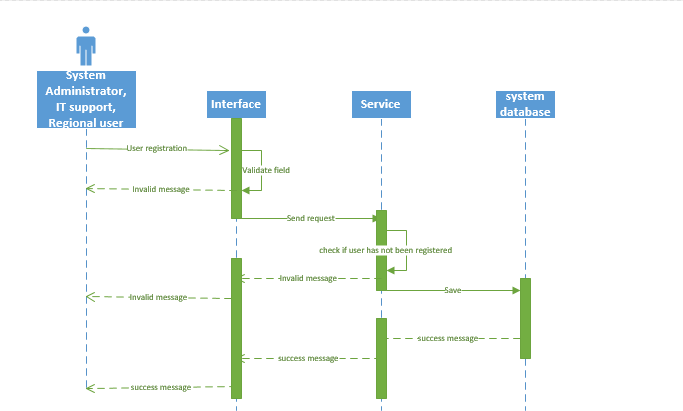 System
Administrator,
IT support,
Regional user
Interface
Service
system
database
User registration
Validate field
Invalid message
Send request
check if user has not been registered
Invalid message
Save
Invalid message
success message
success message
success message